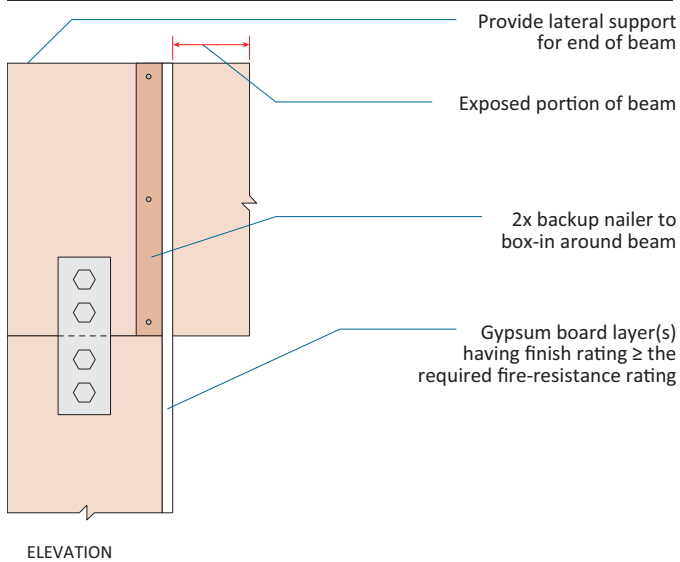 Provide lateral support
for end of beam
Exposed portion of beam
2x backup nailer to
box-in around beam
Gypsum board layer(s)
having finish rating ≥ the
required fire-resistance rating
ELEVATION